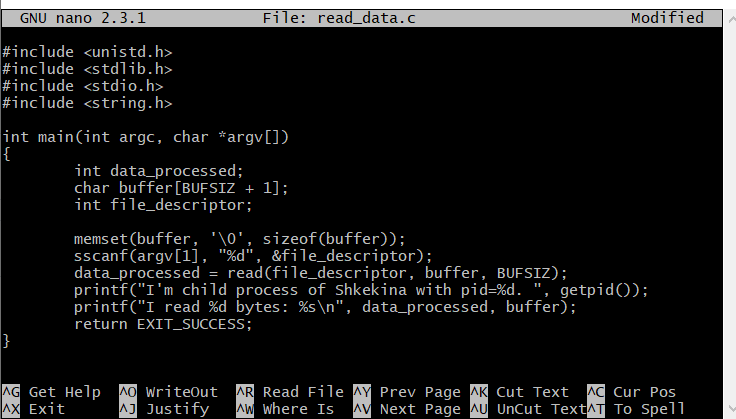 GNU nano 2.3.1 File: read_data.c Modified
#include <unistd.h>
#include <stdlib.h>
#include <stdio.h>
#include <string.h>
int main(int argc, char *argv[])
{
int data_processed;
char buffer[BUFSIZ + 1];
int file_descriptor;
memset(buffer, '\0', sizeof(buffer));
sscanf(argv[1], "%d", &file_descriptor);
data_processed = read(file_descriptor, buffer, BUFSIZ);
printf("I'm child process of Shkekina with pid=%d. ", getpid());
printf("I read %d bytes: %s\n", data_processed, buffer);
return EXIT_SUCCESS;
}
^G Get Help ^O WriteOut ^R Read File ^Y Prev Page ^K Cut Text ^C Cur Pos
^X Exit ^J Justify ^W Where Is ^V Next Page ^U UnCut Text^T To Spell